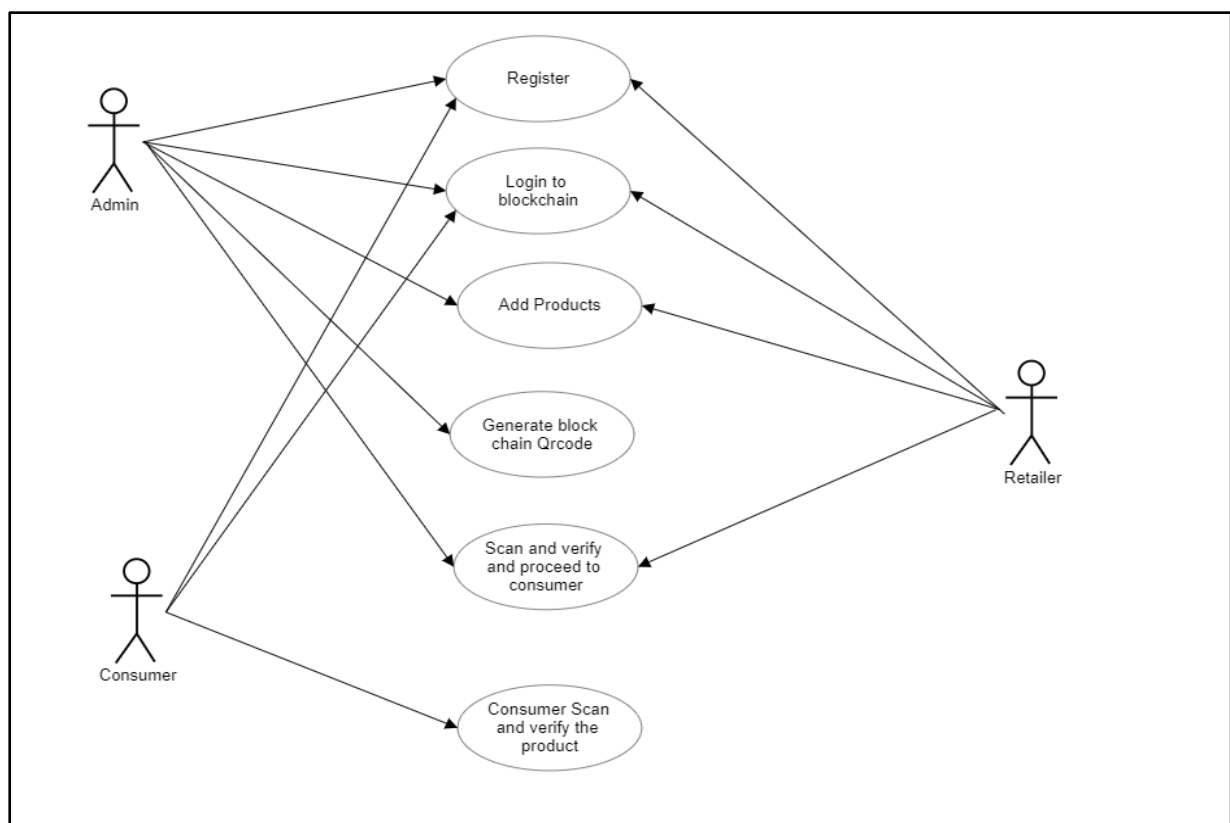 Register
Admin
Login to
blockchain
Add Products
Generate block
chain Qrcode
Retailer
Scan and verify
and proceed to
consumer
Consumer
Consumer Scan
and verify the
product